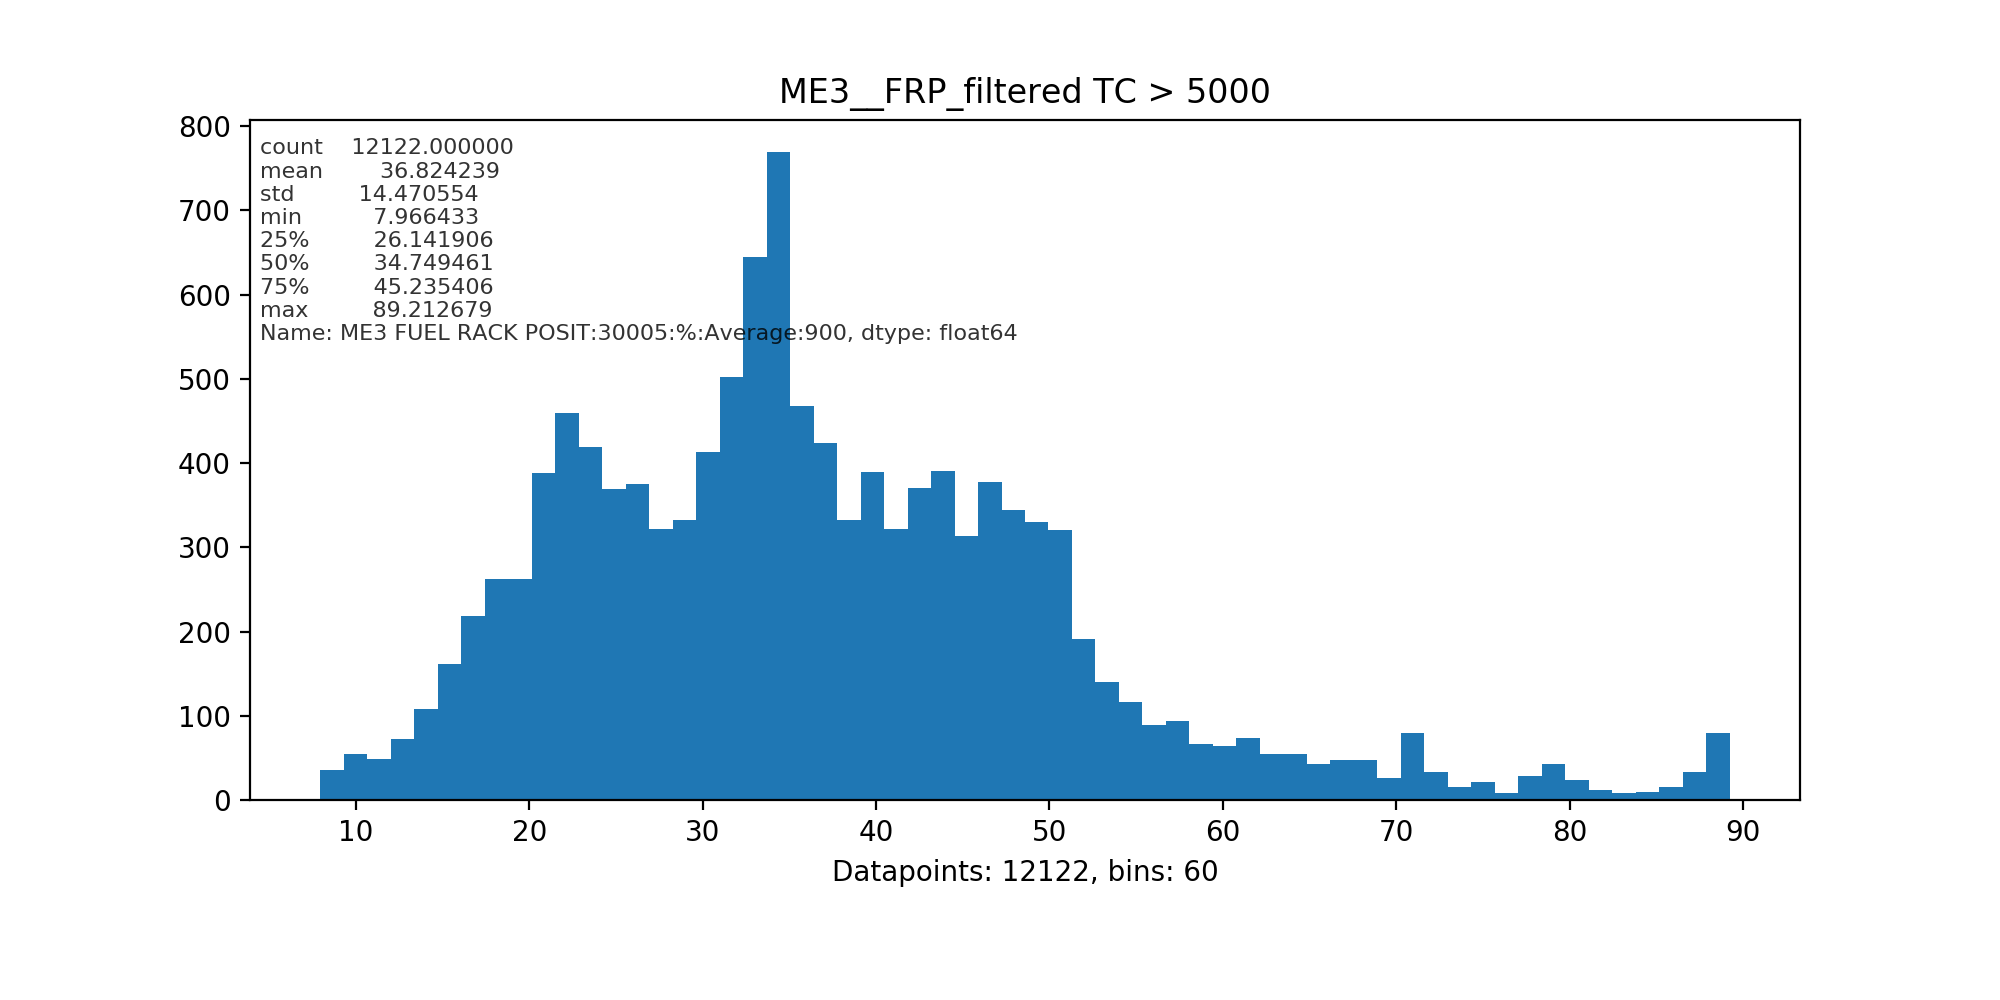 ME3__FRP_filtered TC > 5000
800
700
600
500
400
300
200
100
0
count 12122.000000
mean 36.824239
std 14.470554
min 7.966433
25% 26.141906
50% 34.749461
75% 45.235406
max 89.212679
Name: ME3 FUEL RACK POSIT:30005:%:Average:900, dtype: float64
10 20 30 40 50 60 70 80 90
Datapoints: 12122, bins: 60